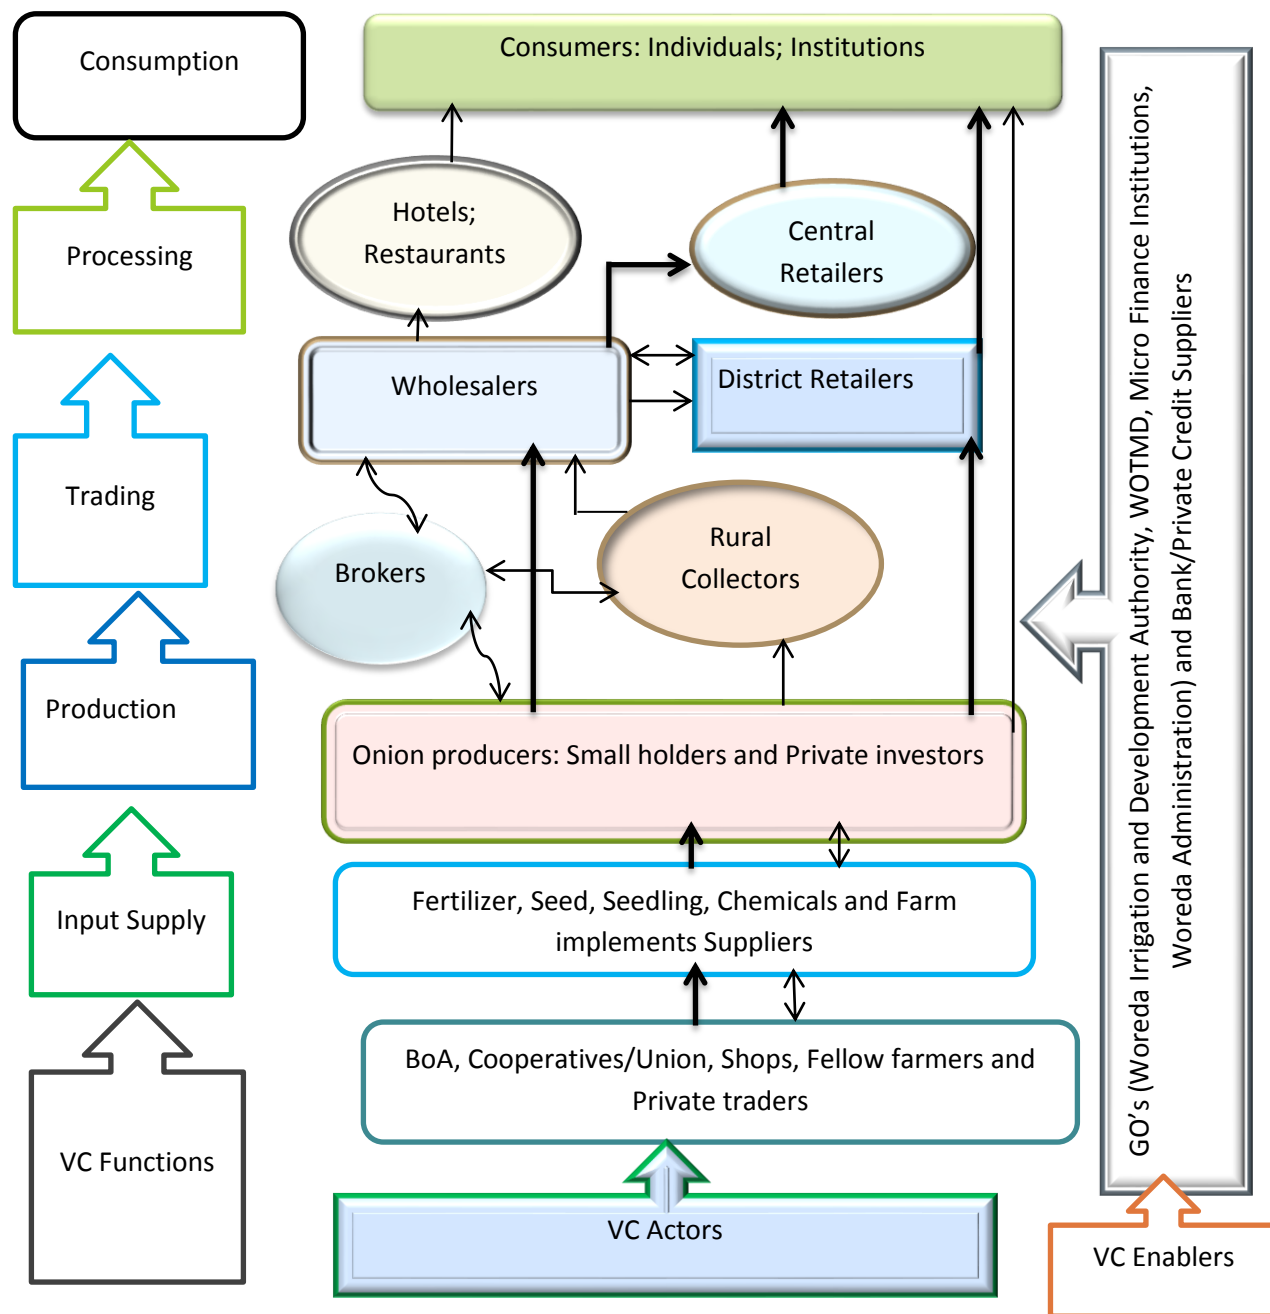 Consumption
Processing
Trading
Production
Input Supply
VC Functions
Consumers: Individuals; Institutions
Hotels;
Restaurants
Central
Retailers
Wholesalers
District Retailers
Brokers
Rural
Collectors
Onion producers: Small holders and Private investors
Fertilizer, Seed, Seedling, Chemicals and Farm
implements Suppliers
BoA, Cooperatives/Union, Shops, Fellow farmers and
Private traders
VC Actors
GO's (Woreda Irrigation and Development Authority, WOTMD, Micro Finance Institutions,
Woreda Administration) and Bank/Private Credit Suppliers
VC Enablers